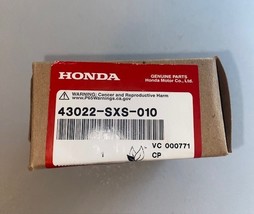 HONDA
GENUINE PARTS
Honda Motor Co., Ltd.
WARNING: Cancer and Reproductive Harm
www.P65Warnings.ca.gov
43022-SXS-010
VC 000771
CP